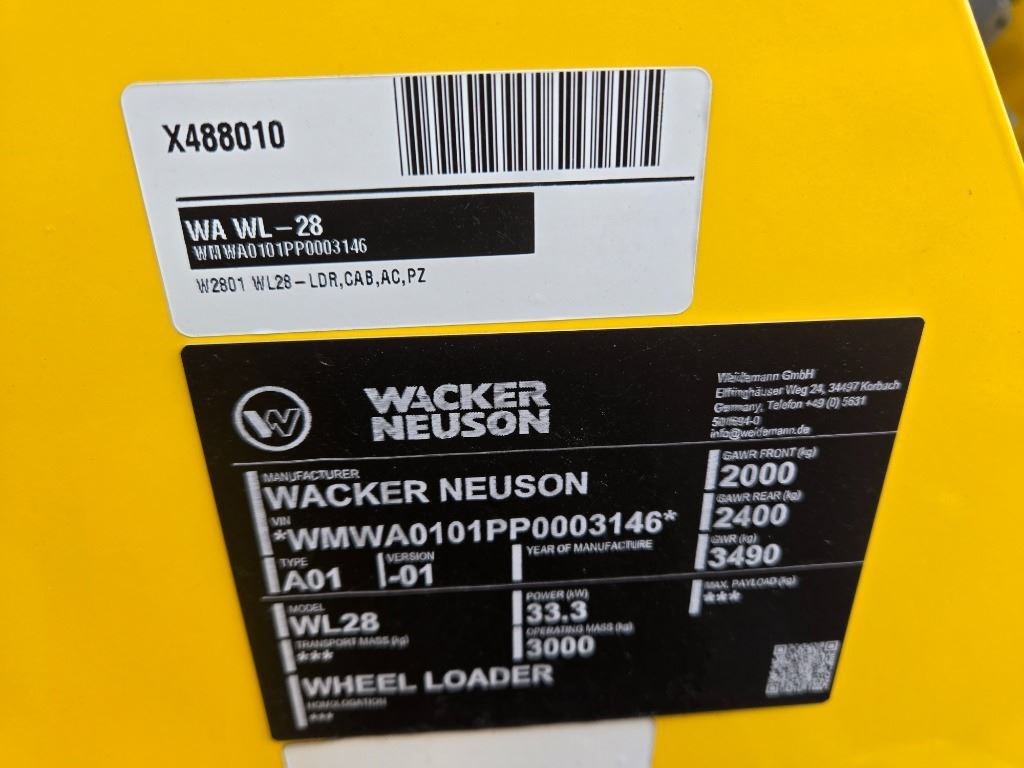 X488010
WA WL-28
WMWA0101PP0003146
W2801 WL28-LDR,CAB,AC,PZ
W
WACKER
NEUSON
Weidemann GmbH
Elfringhäuser Weg 24, 34497 Korbach
Germany, Telefon +49 (0) 5631
501694-0
info@weidemann.de
MANUFACTURER
WACKER NEUSON
VIN
*WMWA0101PP0003146*
TYPE
A01
VERSION
-01
YEAR OF MANUFACTURE
GAWR FRONT (kg)
2000
GAWR REAR (kg)
2400
GWR (kg)
3490
MODEL
WL28
POWER (kW)
33.3
MAX. PAYLOAD (kg)
***
TRANSPORT MASS (kg)
***
OPERATING MASS (kg)
3000
WHEEL LOADER
HOMOLOGATION
***